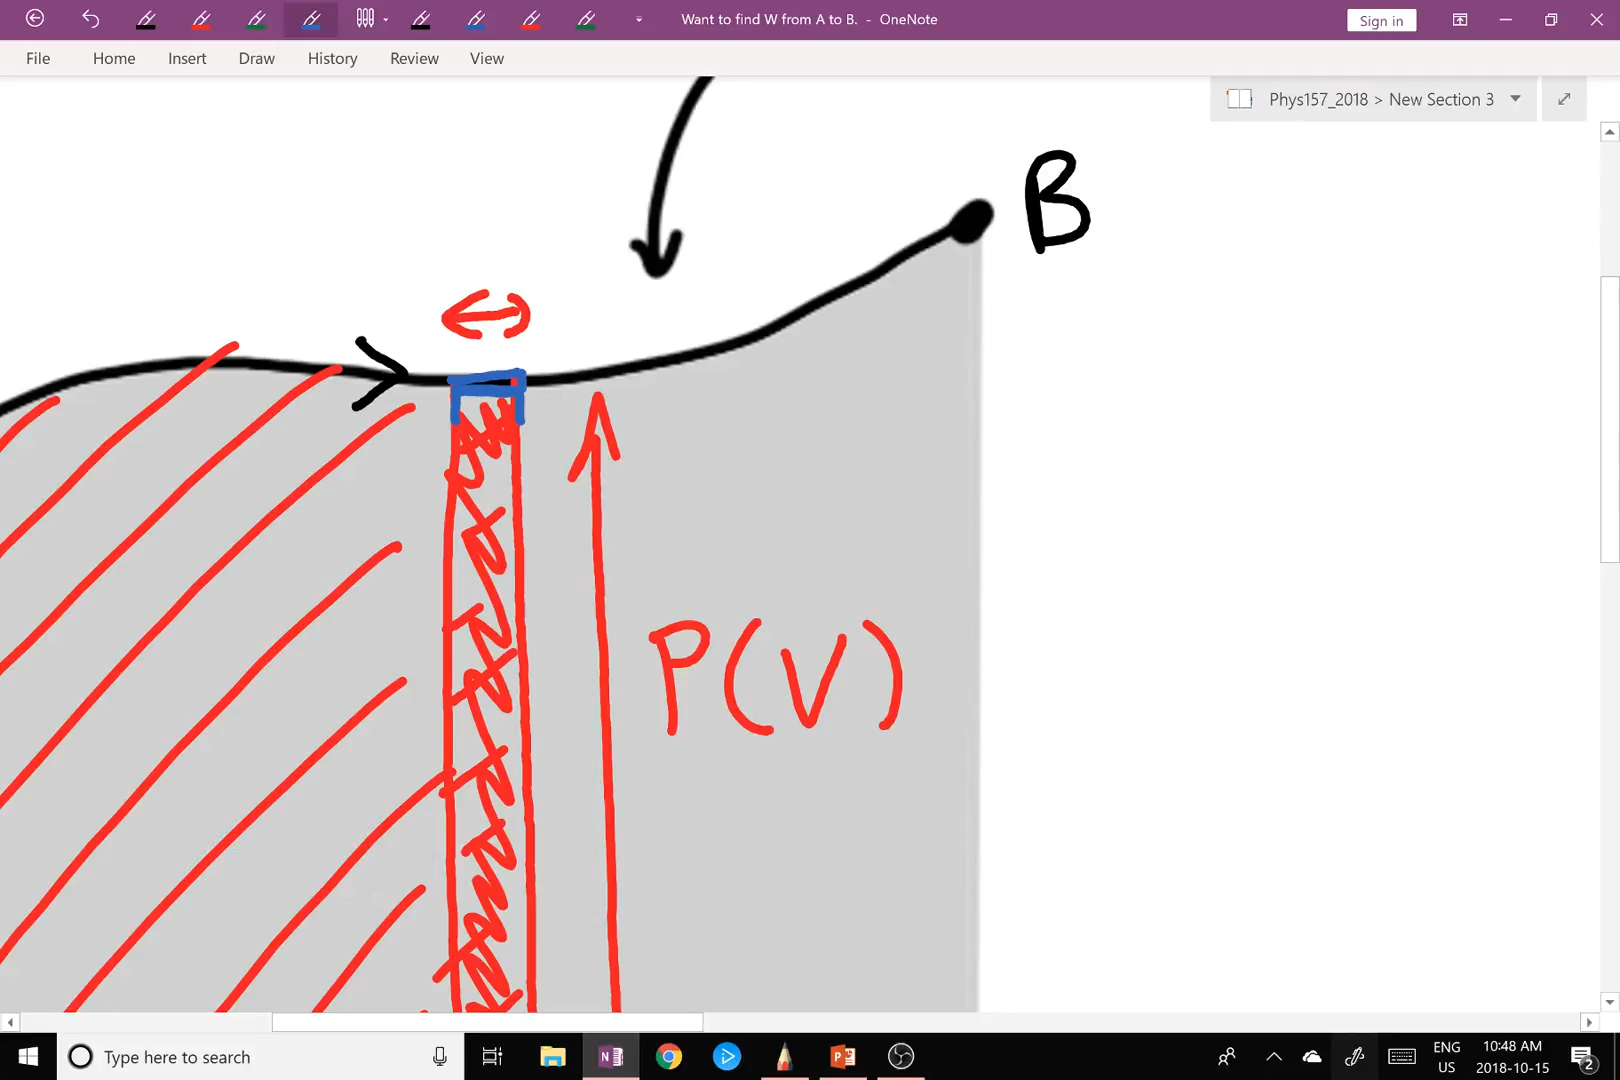 Want to find W from A to B. - OneNote
Sign in
File Home Insert Draw History Review View
Phys157_2018 > New Section 3
B
P(V)
Type here to search
ENG
US
10:48 AM
2018-10-15
2